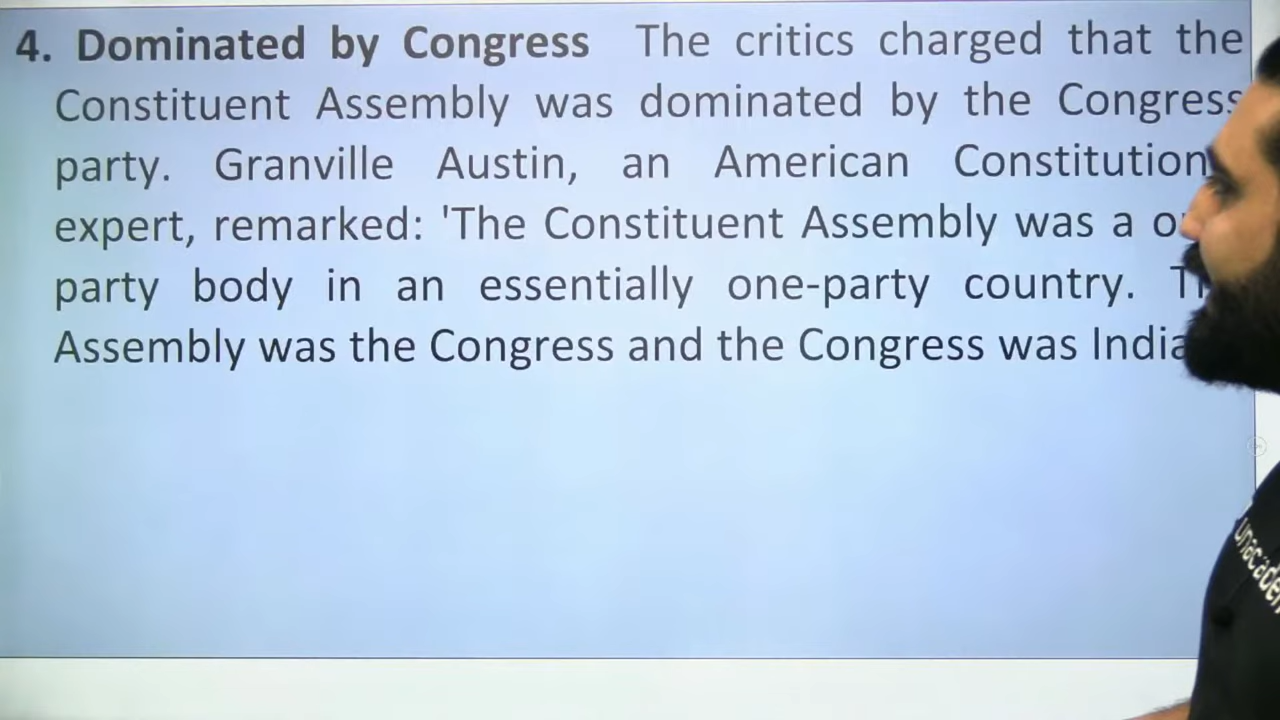 4. Dominated by Congress The critics charged that the
Constituent Assembly was dominated by the Congress
party. Granville Austin, an American Constitution
expert, remarked: 'The Constituent Assembly was a
party body in an essentially one-party country.
Assembly was the Congress and the Congress was India